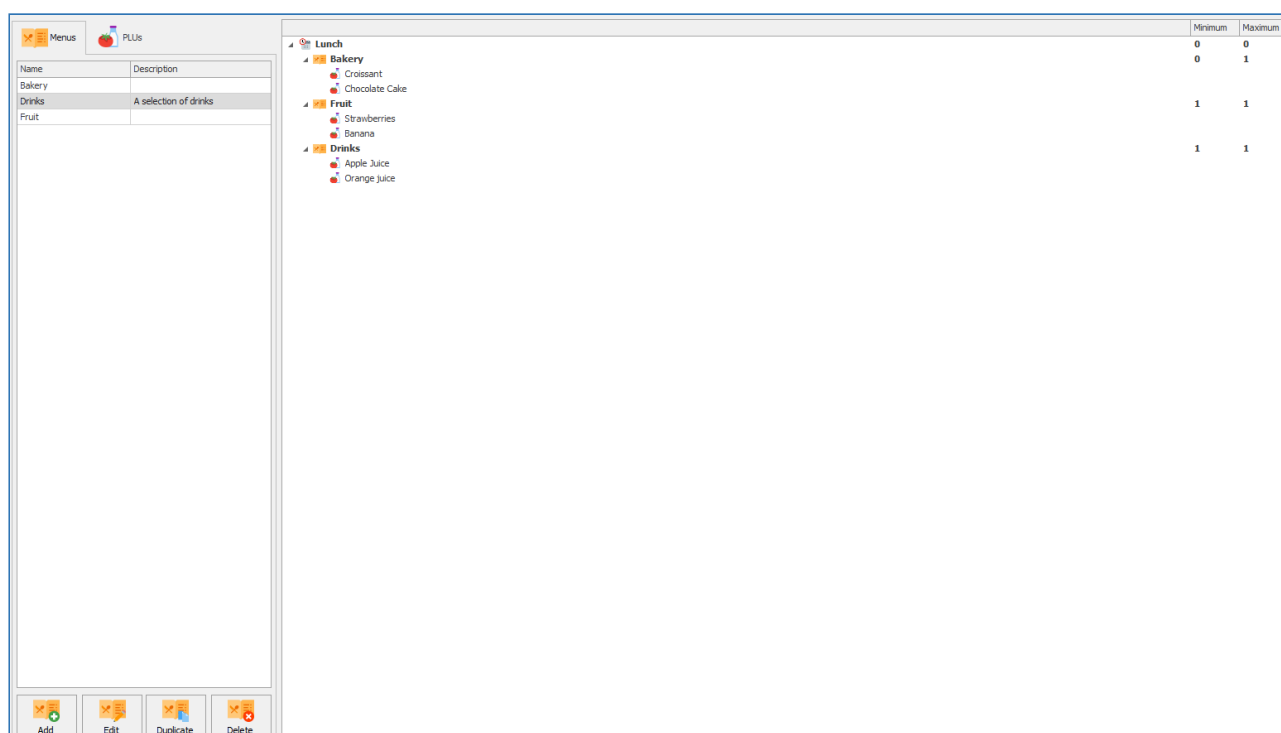 Menus PLUs
Name Description
Bakery
Drinks A selection of drinks
Fruit
Add Edit Duplicate Delete
Minimum Maximum
Lunch 0 0
Bakery 0 1
Croissant
Chocolate Cake
Fruit 1 1
Strawberries
Banana
Drinks 1 1
Apple Juice
Orange juice